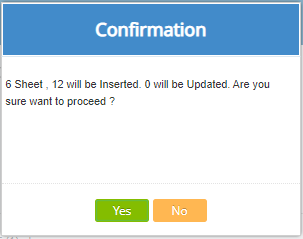 Confirmation
6 Sheet , 12 will be Inserted. 0 will be Updated. Are you
sure want to proceed ?
Yes No